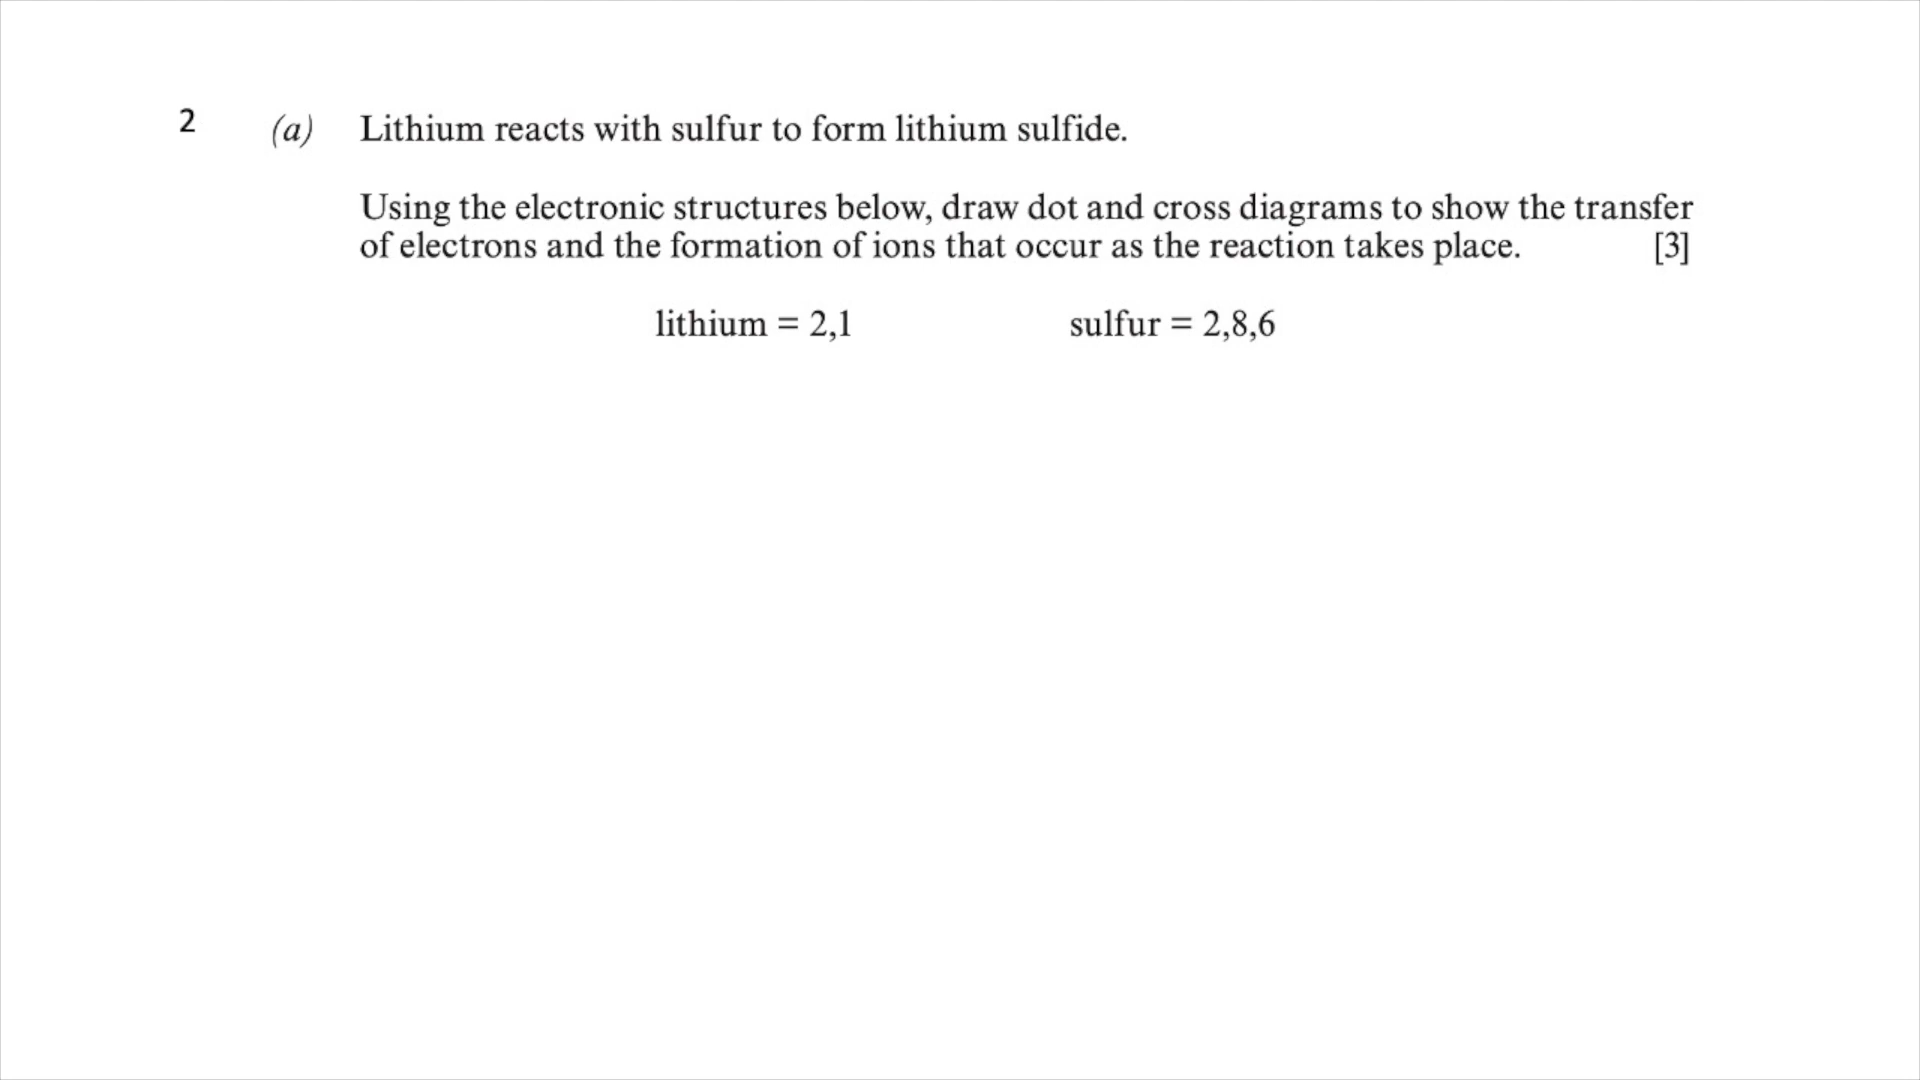 2 (a) Lithium reacts with sulfur to form lithium sulfide.
Using the electronic structures below, draw dot and cross diagrams to show the transfer
of electrons and the formation of ions that occur as the reaction takes place. [3]
lithium = 2,1 sulfur = 2,8,6